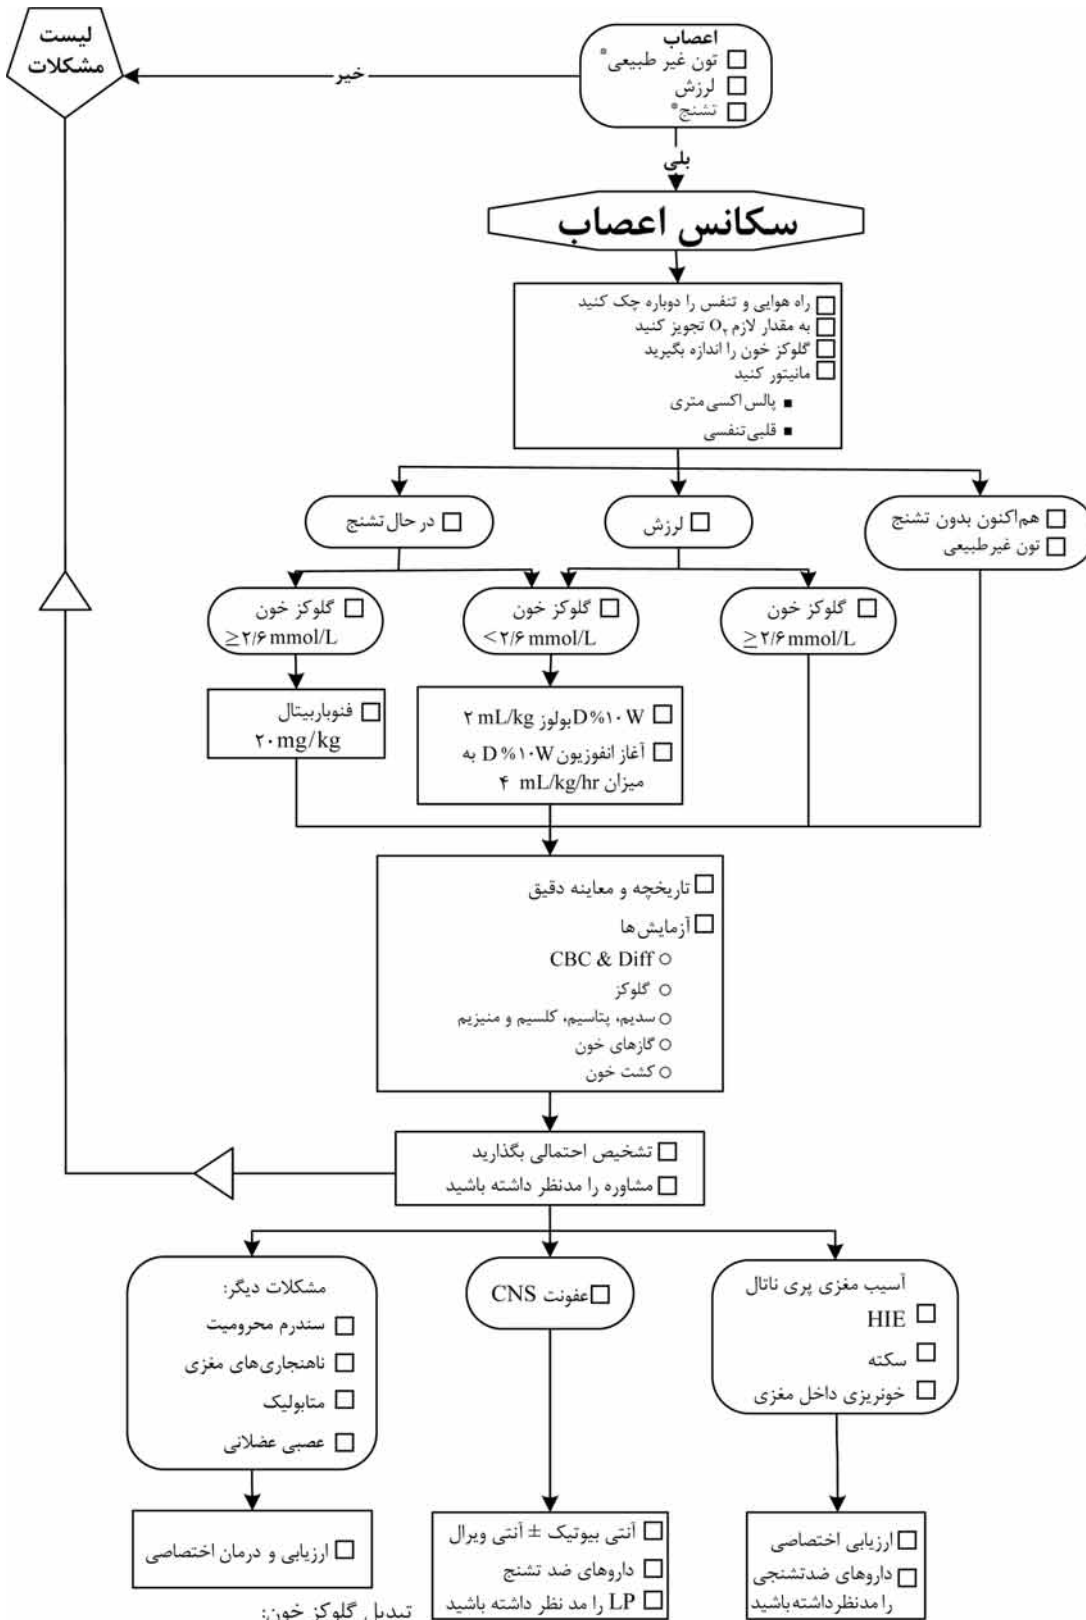 لیست
مشکلات
اعصاب
تون غیر طبیعی*
لرزش
تشنج*
خیر
بلی
سکانس اعصاب
راه هوایی و تنفس را دوباره چک کنید
به مقدار لازم O۲ تجویز کنید
گلوکز خون را اندازه بگیرید
مانیتور کنید
پالس اکسی متری
قلبی تنفسی
هم اکنون بدون تشنج
تون غیرطبیعی
لرزش
در حال تشنج
گلوکز خون
≥۲/۶ mmol/L
گلوکز خون
<۲/۶ mmol/L
گلوکز خون
≥۲/۶ mmol/L
D%۱۰W بولوز ۲ mL/kg
آغاز انفوزیون D%۱۰W به
میزان ۴ mL/kg/hr
فنوباربیتال
۲۰mg/kg
تاریخچه و معاینه دقیق
آزمایش‌ها
CBC & Diff
گلوکز
سدیم، پتاسیم، کلسیم و منیزیم
گازهای خون
کشت خون
تشخیص احتمالی بگذارید
مشاوره را مدنظر داشته باشید
آسیب مغزی پری ناتال
HIE
سکته
خونریزی داخل مغزی
عفونت CNS
مشکلات دیگر:
سندرم محرومیت
ناهنجاری‌های مغزی
متابولیک
عصبی عضلانی
ارزیابی اختصاصی
داروهای ضدتشنجی
را مدنظرداشته‌باشید
آنتی بیوتیک ± آنتی ویرال
داروهای ضد تشنج
LP را مد نظر داشته باشید
ارزیابی و درمان اختصاصی
تبدیل گلوکز خون: